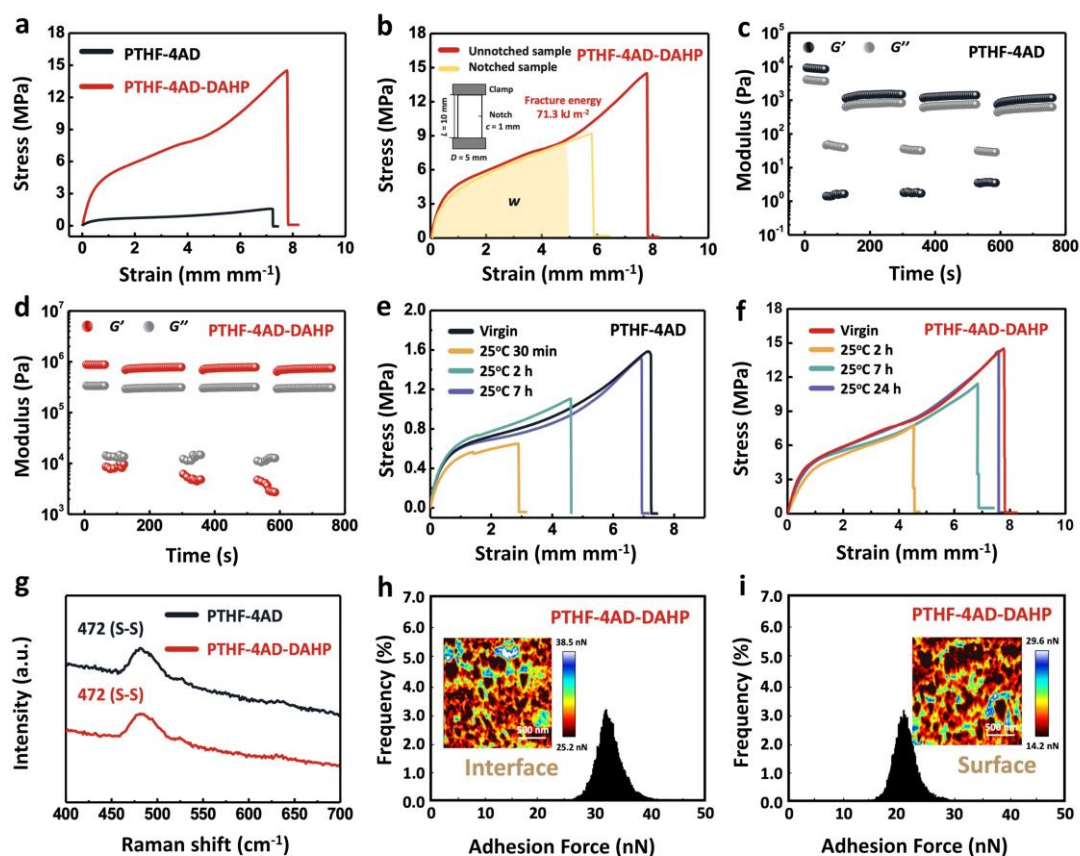 a
Stress (MPa)
18
15
12
9
6
3
0
PTHF-4AD
PTHF-4AD-DAHP
0 2 4 6 8 10
Strain (mm mm⁻¹)
b
Stress (MPa)
18
15
12
9
6
3
0
Unnotched sample
Notched sample
PTHF-4AD-DAHP
Clamp
Fracture energy
71.3 kJ m⁻²
L = 10 mm
Notch
c = 1 mm
D = 5 mm
w
0 2 4 6 8 10
Strain (mm mm⁻¹)
c
Modulus (Pa)
10⁵
10⁴
10³
10²
10¹
10⁰
10⁻¹
G′ G′′
PTHF-4AD
0 200 400 600 800
Time (s)
d
Modulus (Pa)
10⁷
10⁶
10⁵
10⁴
10³
G′ G′′
PTHF-4AD-DAHP
0 200 400 600 800
Time (s)
e
Stress (MPa)
2.0
1.6
1.2
0.8
0.4
0.0
Virgin
25°C 30 min
25°C 2 h
25°C 7 h
PTHF-4AD
0 2 4 6 8
Strain (mm mm⁻¹)
f
Stress (MPa)
18
15
12
9
6
3
0
Virgin
25°C 2 h
25°C 7 h
25°C 24 h
PTHF-4AD-DAHP
0 2 4 6 8 10
Strain (mm mm⁻¹)
g
Intensity (a.u.)
PTHF-4AD
472 (S-S)
PTHF-4AD-DAHP
472 (S-S)
400 450 500 550 600 650 700
Raman shift (cm⁻¹)
h
Frequency (%)
7.0
6.0
5.0
4.0
3.0
2.0
1.0
0.0
PTHF-4AD-DAHP
38.5 nN
500 nm
25.2 nN
Interface
0 10 20 30 40 50
Adhesion Force (nN)
i
Frequency (%)
7.0
6.0
5.0
4.0
3.0
2.0
1.0
0.0
PTHF-4AD-DAHP
29.6 nN
500 nm
14.2 nN
Surface
0 10 20 30 40 50
Adhesion Force (nN)